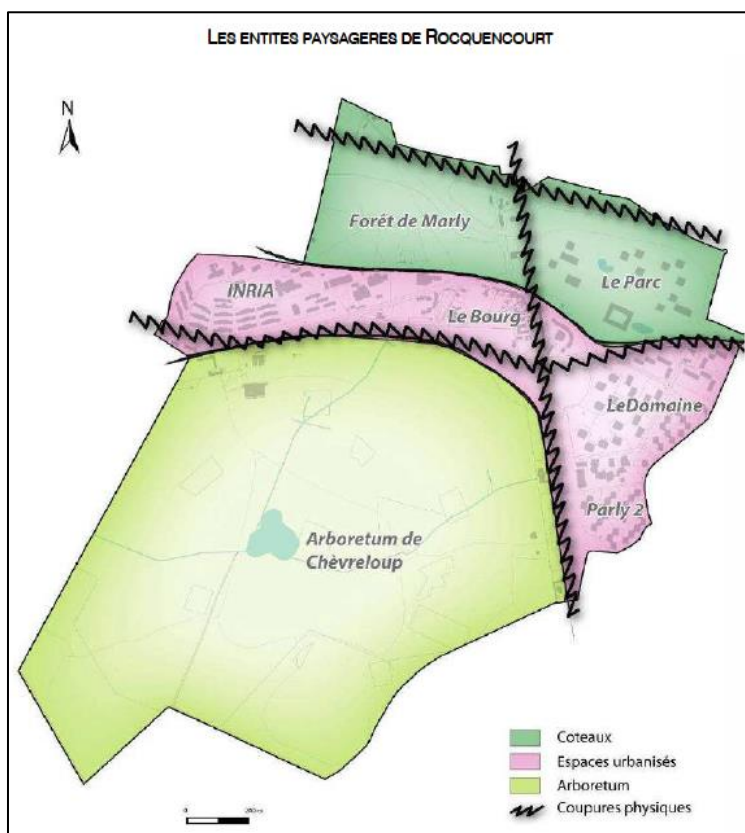 LES ENTITES PAYSAGERES DE ROCQUENCOURT
N
Forêt de Marly
Le Parc
INRIA
Le Bourg
LeDomaine
Parly 2
Arboretum de
Chèvreloup
Coteaux
Espaces urbanisés
Arboretum
Coupures physiques
0